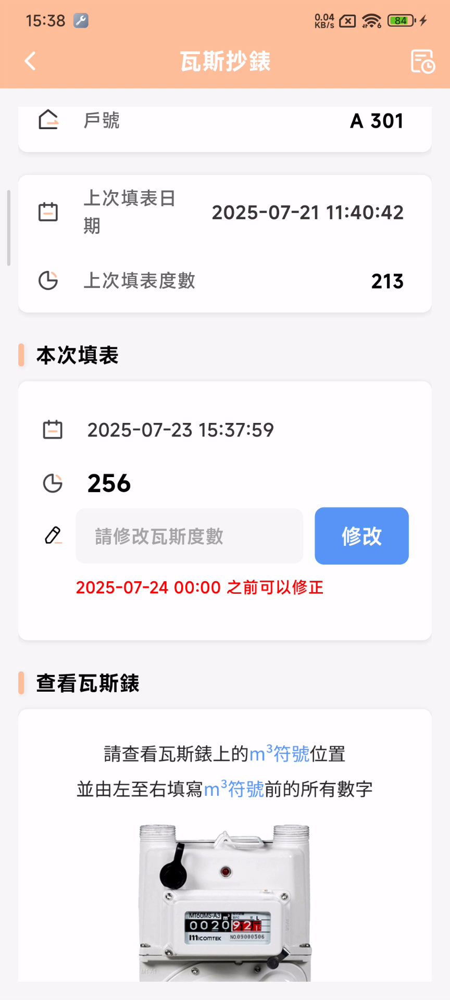 15:38
0.04
KB/s
6
84
瓦斯抄錶
戶號
A 301
上次填表日
期
2025-07-21 11:40:42
上次填表度數
213
本次填表
2025-07-23 15:37:59
256
請修改瓦斯度數
修改
2025-07-24 00:00 之前可以修正
查看瓦斯錶
請查看瓦斯錶上的m³符號位置
並由左至右填寫m³符號前的所有數字
MT60MS-A3
m³
L
0020921
MICOMTEK
NO.09000506